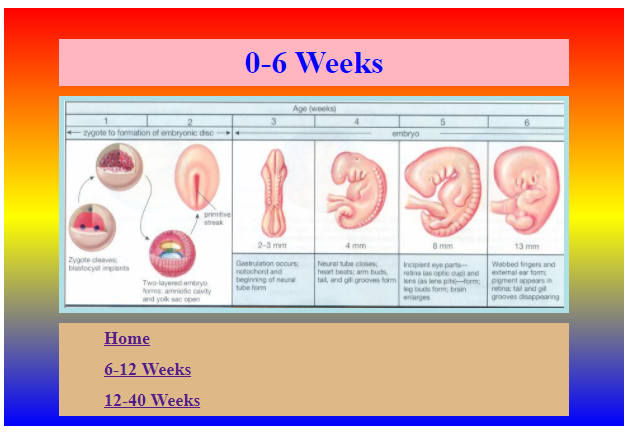 0-6 Weeks
Age (weeks)
1 2 3 4 5 6
zygote to formation of embryonic disc embryo
primitive
streak
Zygote cleaves;
blastocyst implants
Two-layered embryo
forms; amniotic cavity
and yolk sac open
2-3 mm
Gastrulation occurs;
notochord and
beginning of neural
tube form
4 mm
Neural tube closes;
heart beats; arm buds,
tail, and gill grooves form
8 mm
Incipient eye parts—
retina (as optic cup) and
lens (as lens pits)—form;
leg buds form; brain
enlarges
13 mm
Webbed fingers and
external ear form;
pigment appears in
retina; tail and gill
grooves disappearing
Home
6-12 Weeks
12-40 Weeks